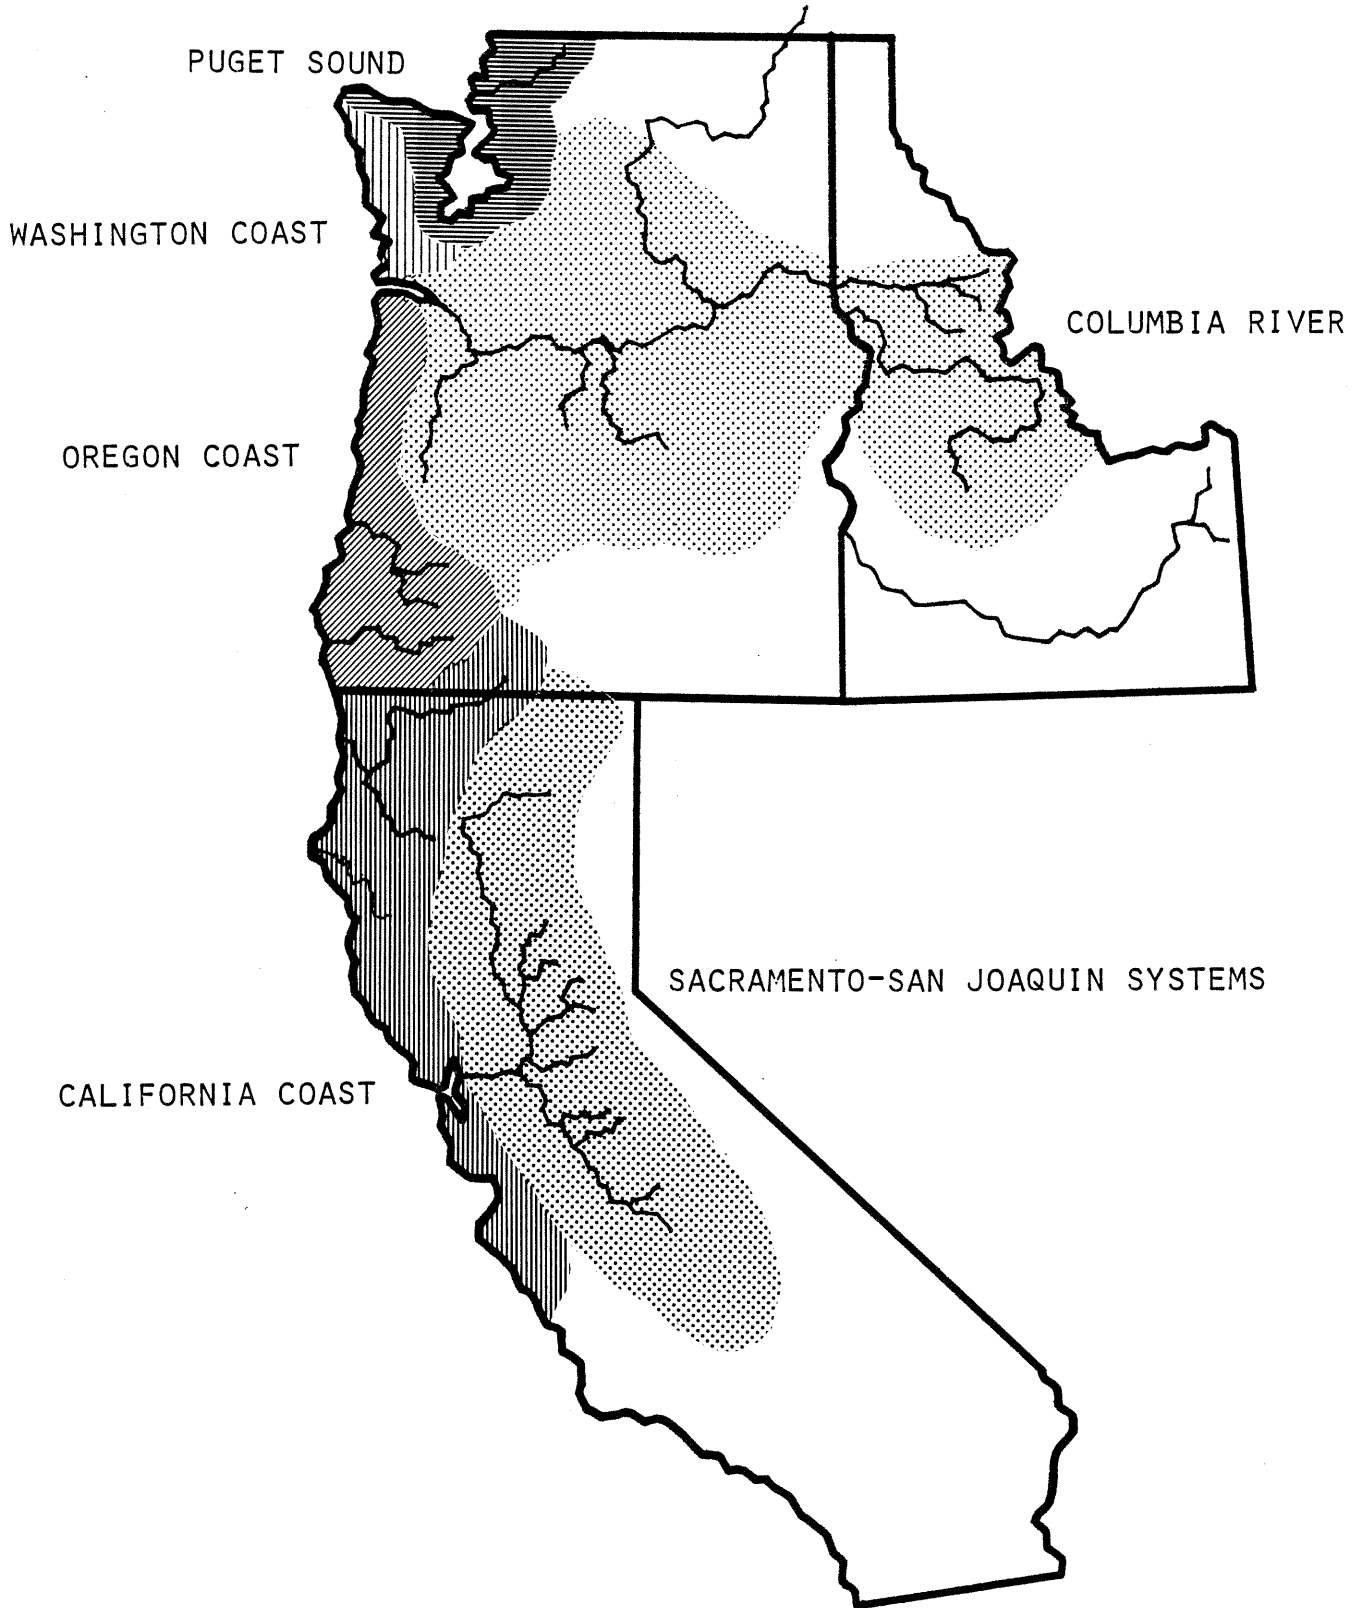 PUGET SOUND
WASHINGTON COAST
COLUMBIA RIVER
OREGON COAST
SACRAMENTO-SAN JOAQUIN SYSTEMS
CALIFORNIA COAST